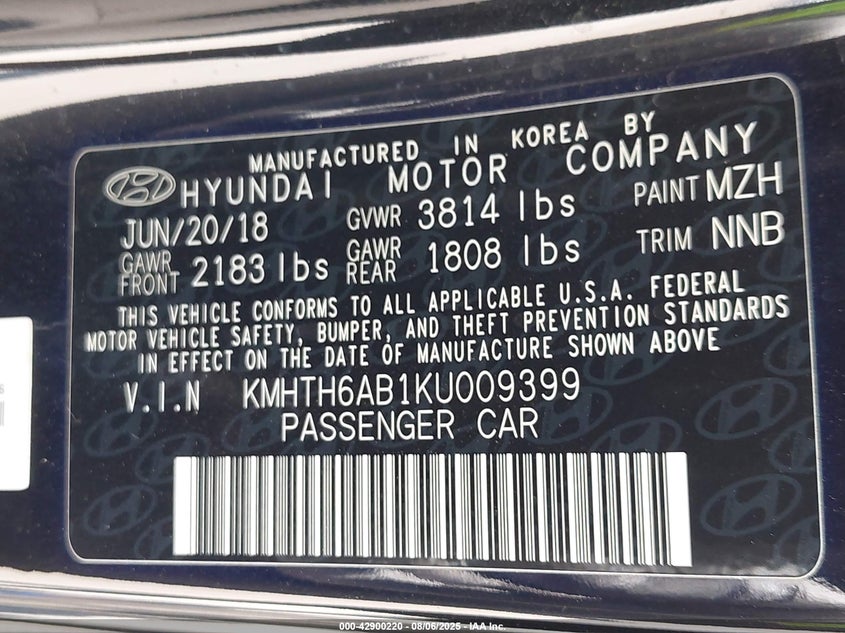 MANUFACTURED IN KOREA BY
HYUNDAI MOTOR COMPANY
JUN/20/18 GVWR 3814 lbs PAINT MZH
GAWR FRONT 2183 lbs GAWR REAR 1808 lbs TRIM NNB
THIS VEHICLE CONFORMS TO ALL APPLICABLE U.S.A. FEDERAL
MOTOR VEHICLE SAFETY, BUMPER, AND THEFT PREVENTION STANDARDS
IN EFFECT ON THE DATE OF MANUFACTURE SHOWN ABOVE
V.I.N KMHTH6AB1KU009399
PASSENGER CAR
000-42900220 - 08/06/2025 - IAA Inc.